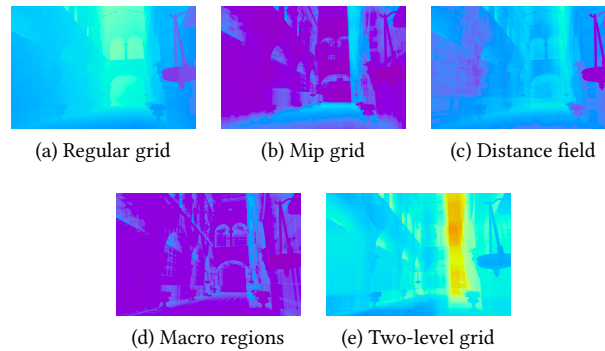 (a) Regular grid
(b) Mip grid
(c) Distance field
(d) Macro regions
(e) Two-level grid